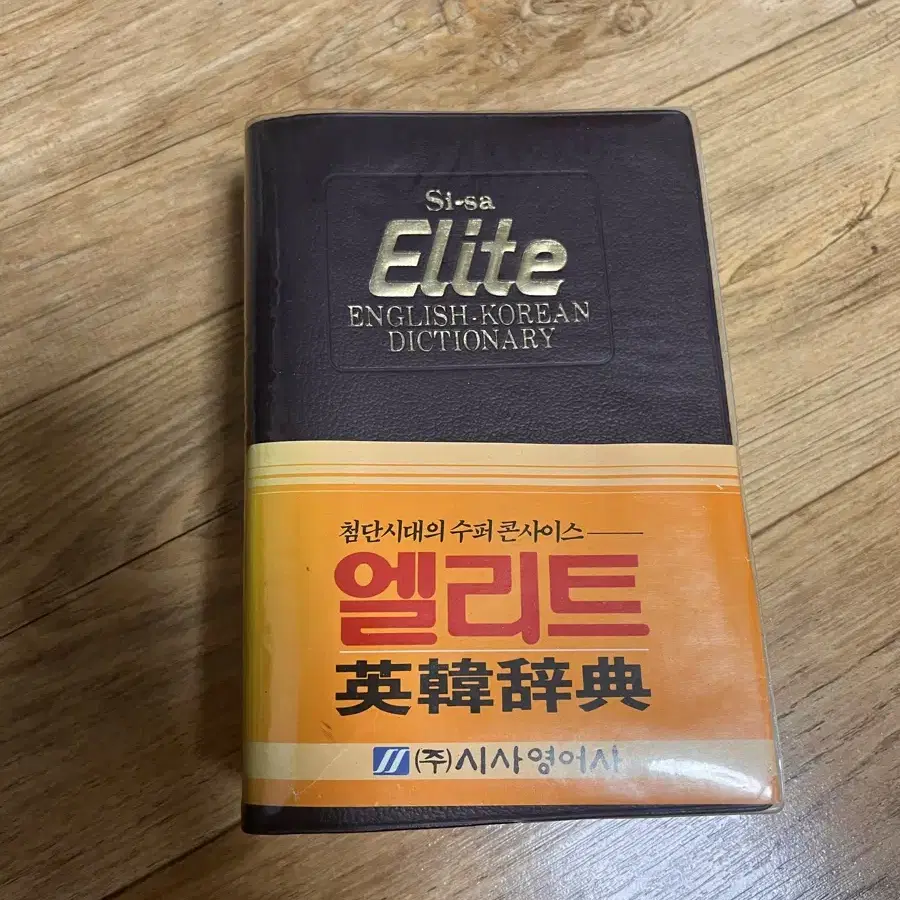 Si-sa
Elite
ENGLISH-KOREAN
DICTIONARY
첨단시대의 수퍼 콘사이스
엘리트
英韓辞典
(주)시사영어사